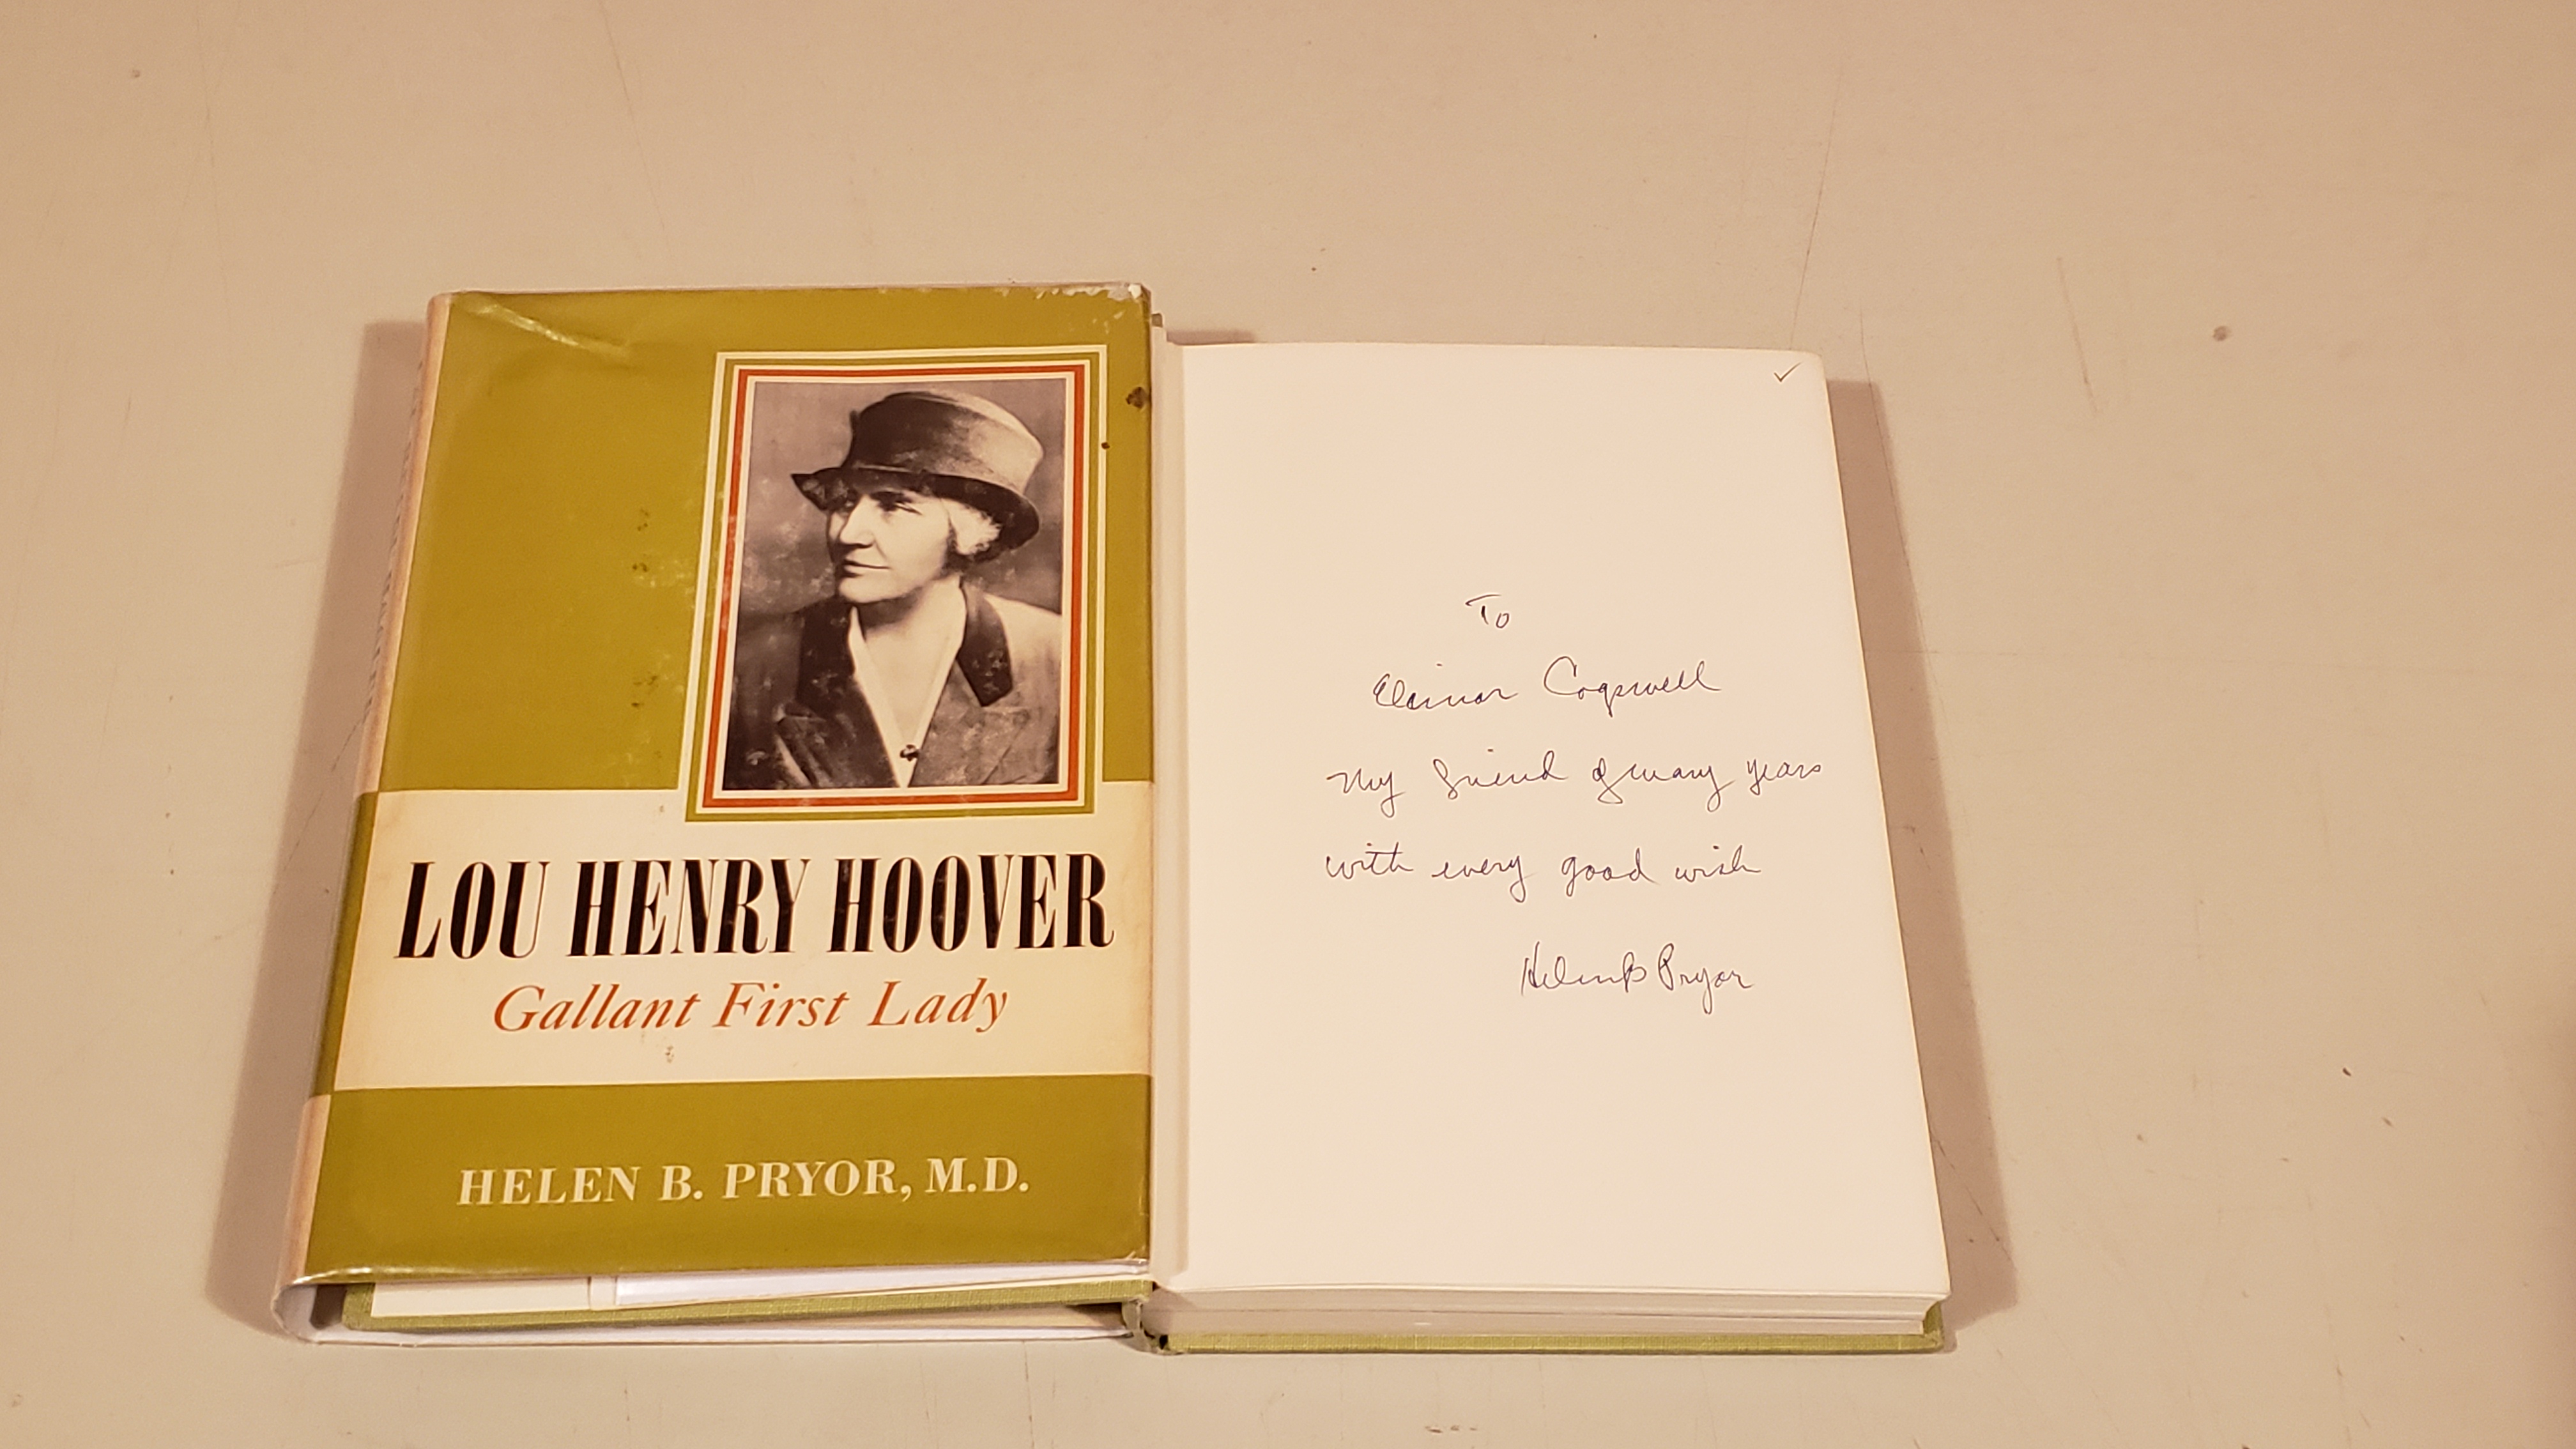 LOU HENRY HOOVER
Gallant First Lady
HELEN B. PRYOR, M.D.
To
Eleinor Cogswell
My friend of many years
with every good wish
Helen B Pryor